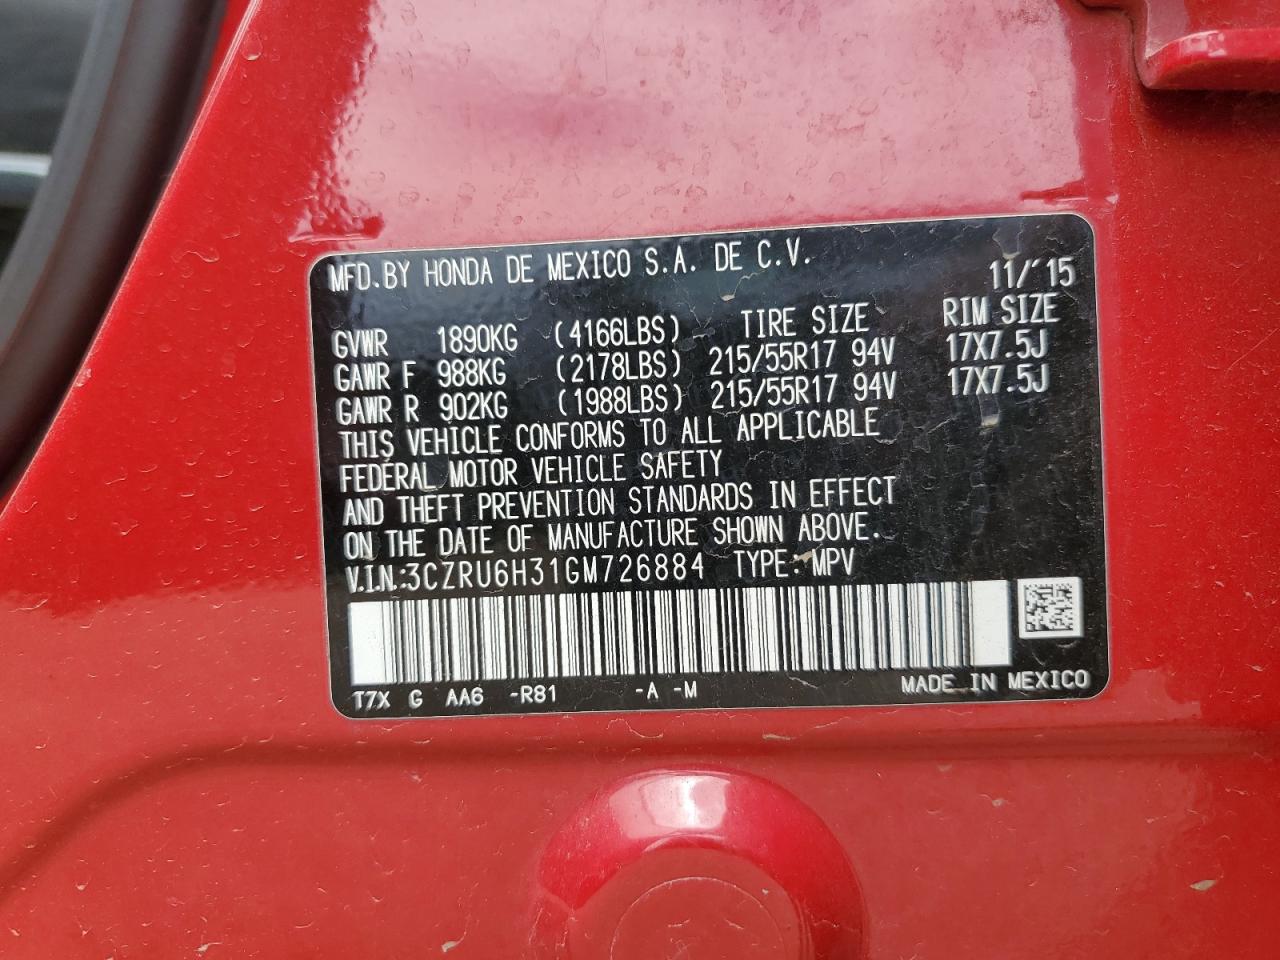 MFD.BY HONDA DE MEXICO S.A. DE C.V. 11/'15
TIRE SIZE RIM SIZE
GVWR 1890KG (4166LBS)
GAWR F 988KG (2178LBS) 215/55R17 94V 17X7.5J
GAWR R 902KG (1988LBS) 215/55R17 94V 17X7.5J
THIS VEHICLE CONFORMS TO ALL APPLICABLE
FEDERAL MOTOR VEHICLE SAFETY
AND THEFT PREVENTION STANDARDS IN EFFECT
ON THE DATE OF MANUFACTURE SHOWN ABOVE.
V.I.N.:3CZRU6H31GM726884 TYPE:MPV
T7X G AA6 -R81 -A -M MADE IN MEXICO